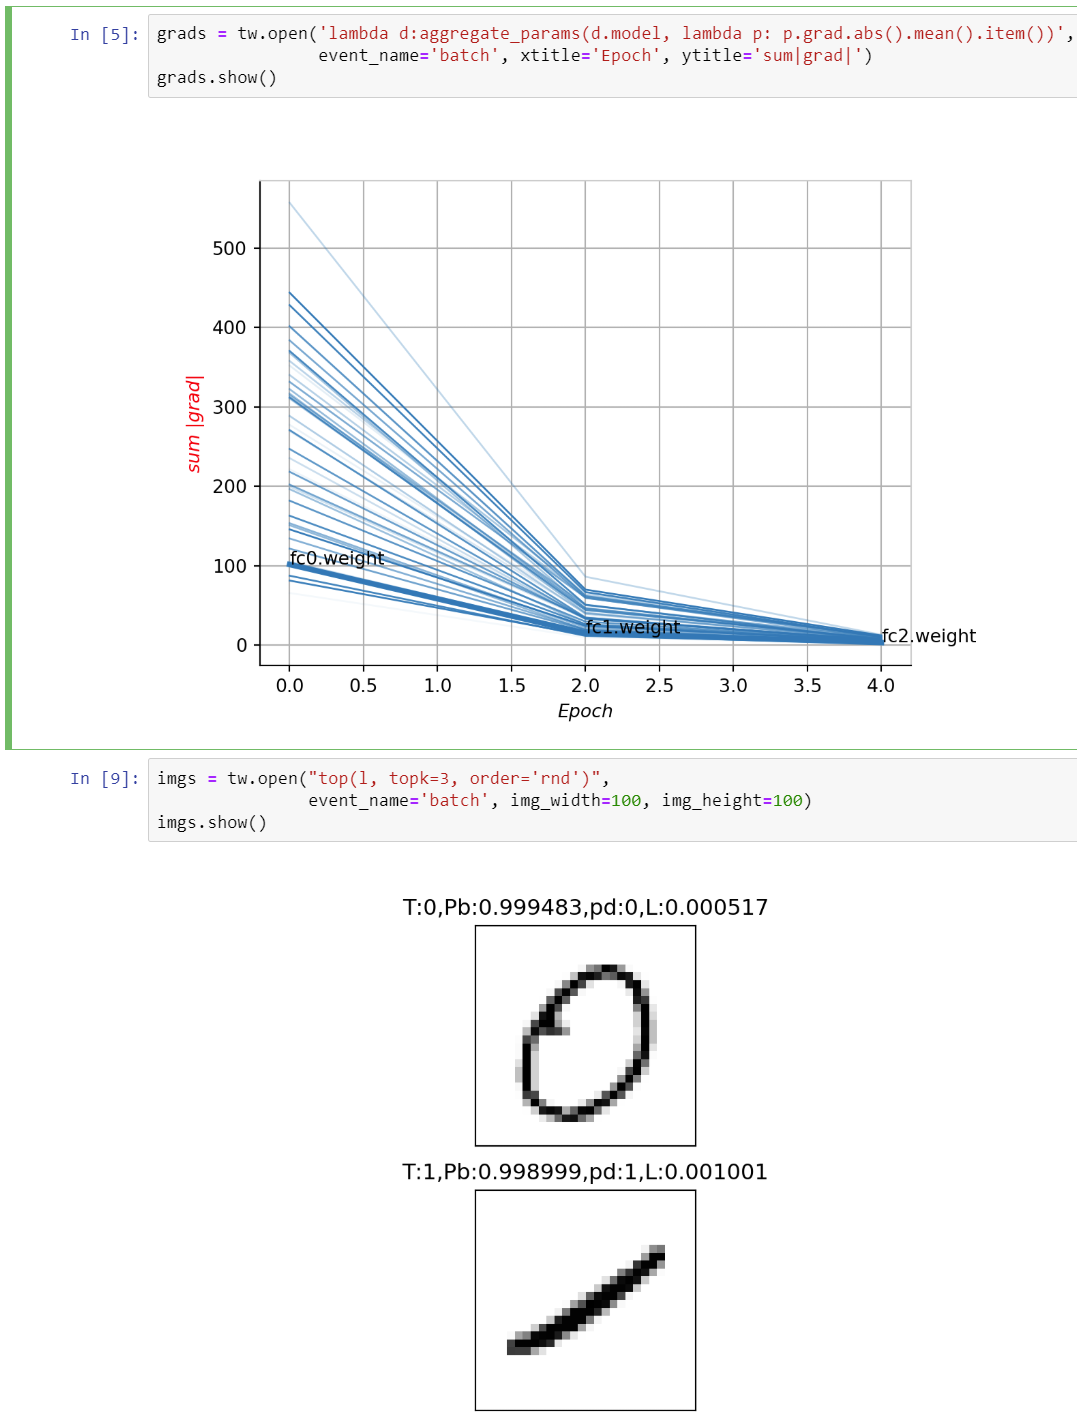 In [5]: grads = tw.open('lambda d:aggregate_params(d.model, lambda p: p.grad.abs().mean().item())',
event_name='batch', xtitle='Epoch', ytitle='sum|grad|')
grads.show()
500
400
300
200
100
0
sum |grad|
fc0.weight
fc1.weight
fc2.weight
0.0 0.5 1.0 1.5 2.0 2.5 3.0 3.5 4.0
Epoch
In [9]: imgs = tw.open("top(l, topk=3, order='rnd')",
event_name='batch', img_width=100, img_height=100)
imgs.show()
T:0,Pb:0.999483,pd:0,L:0.000517
T:1,Pb:0.998999,pd:1,L:0.001001